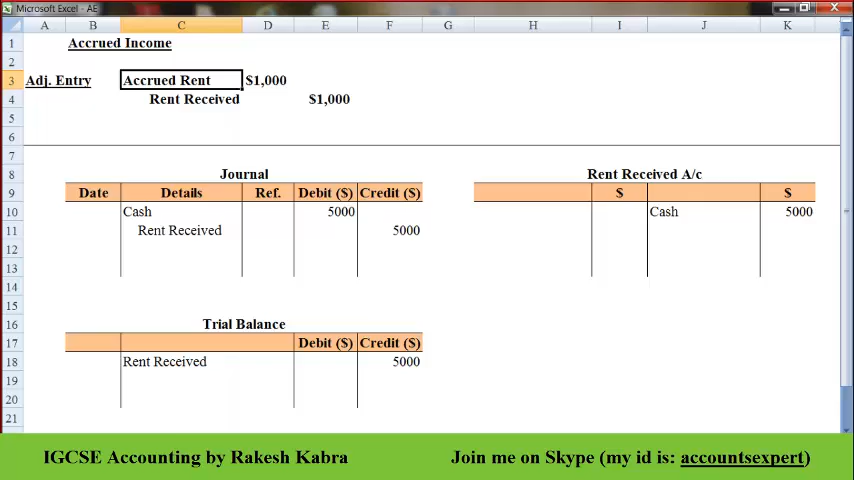 Microsoft Excel - AE
A B C D E F G H I J K
1 Accrued Income
2
3 Adj. Entry Accrued Rent $1,000
4 Rent Received $1,000
5
6
7
8 Journal Rent Received A/c
9 Date Details Ref. Debit ($) Credit ($) $ $
10 Cash 5000 Cash 5000
11 Rent Received 5000
12
13
14
15
16 Trial Balance
17 Debit ($) Credit ($)
18 Rent Received 5000
19
20
21
IGCSE Accounting by Rakesh Kabra Join me on Skype (my id is: accountsexpert)